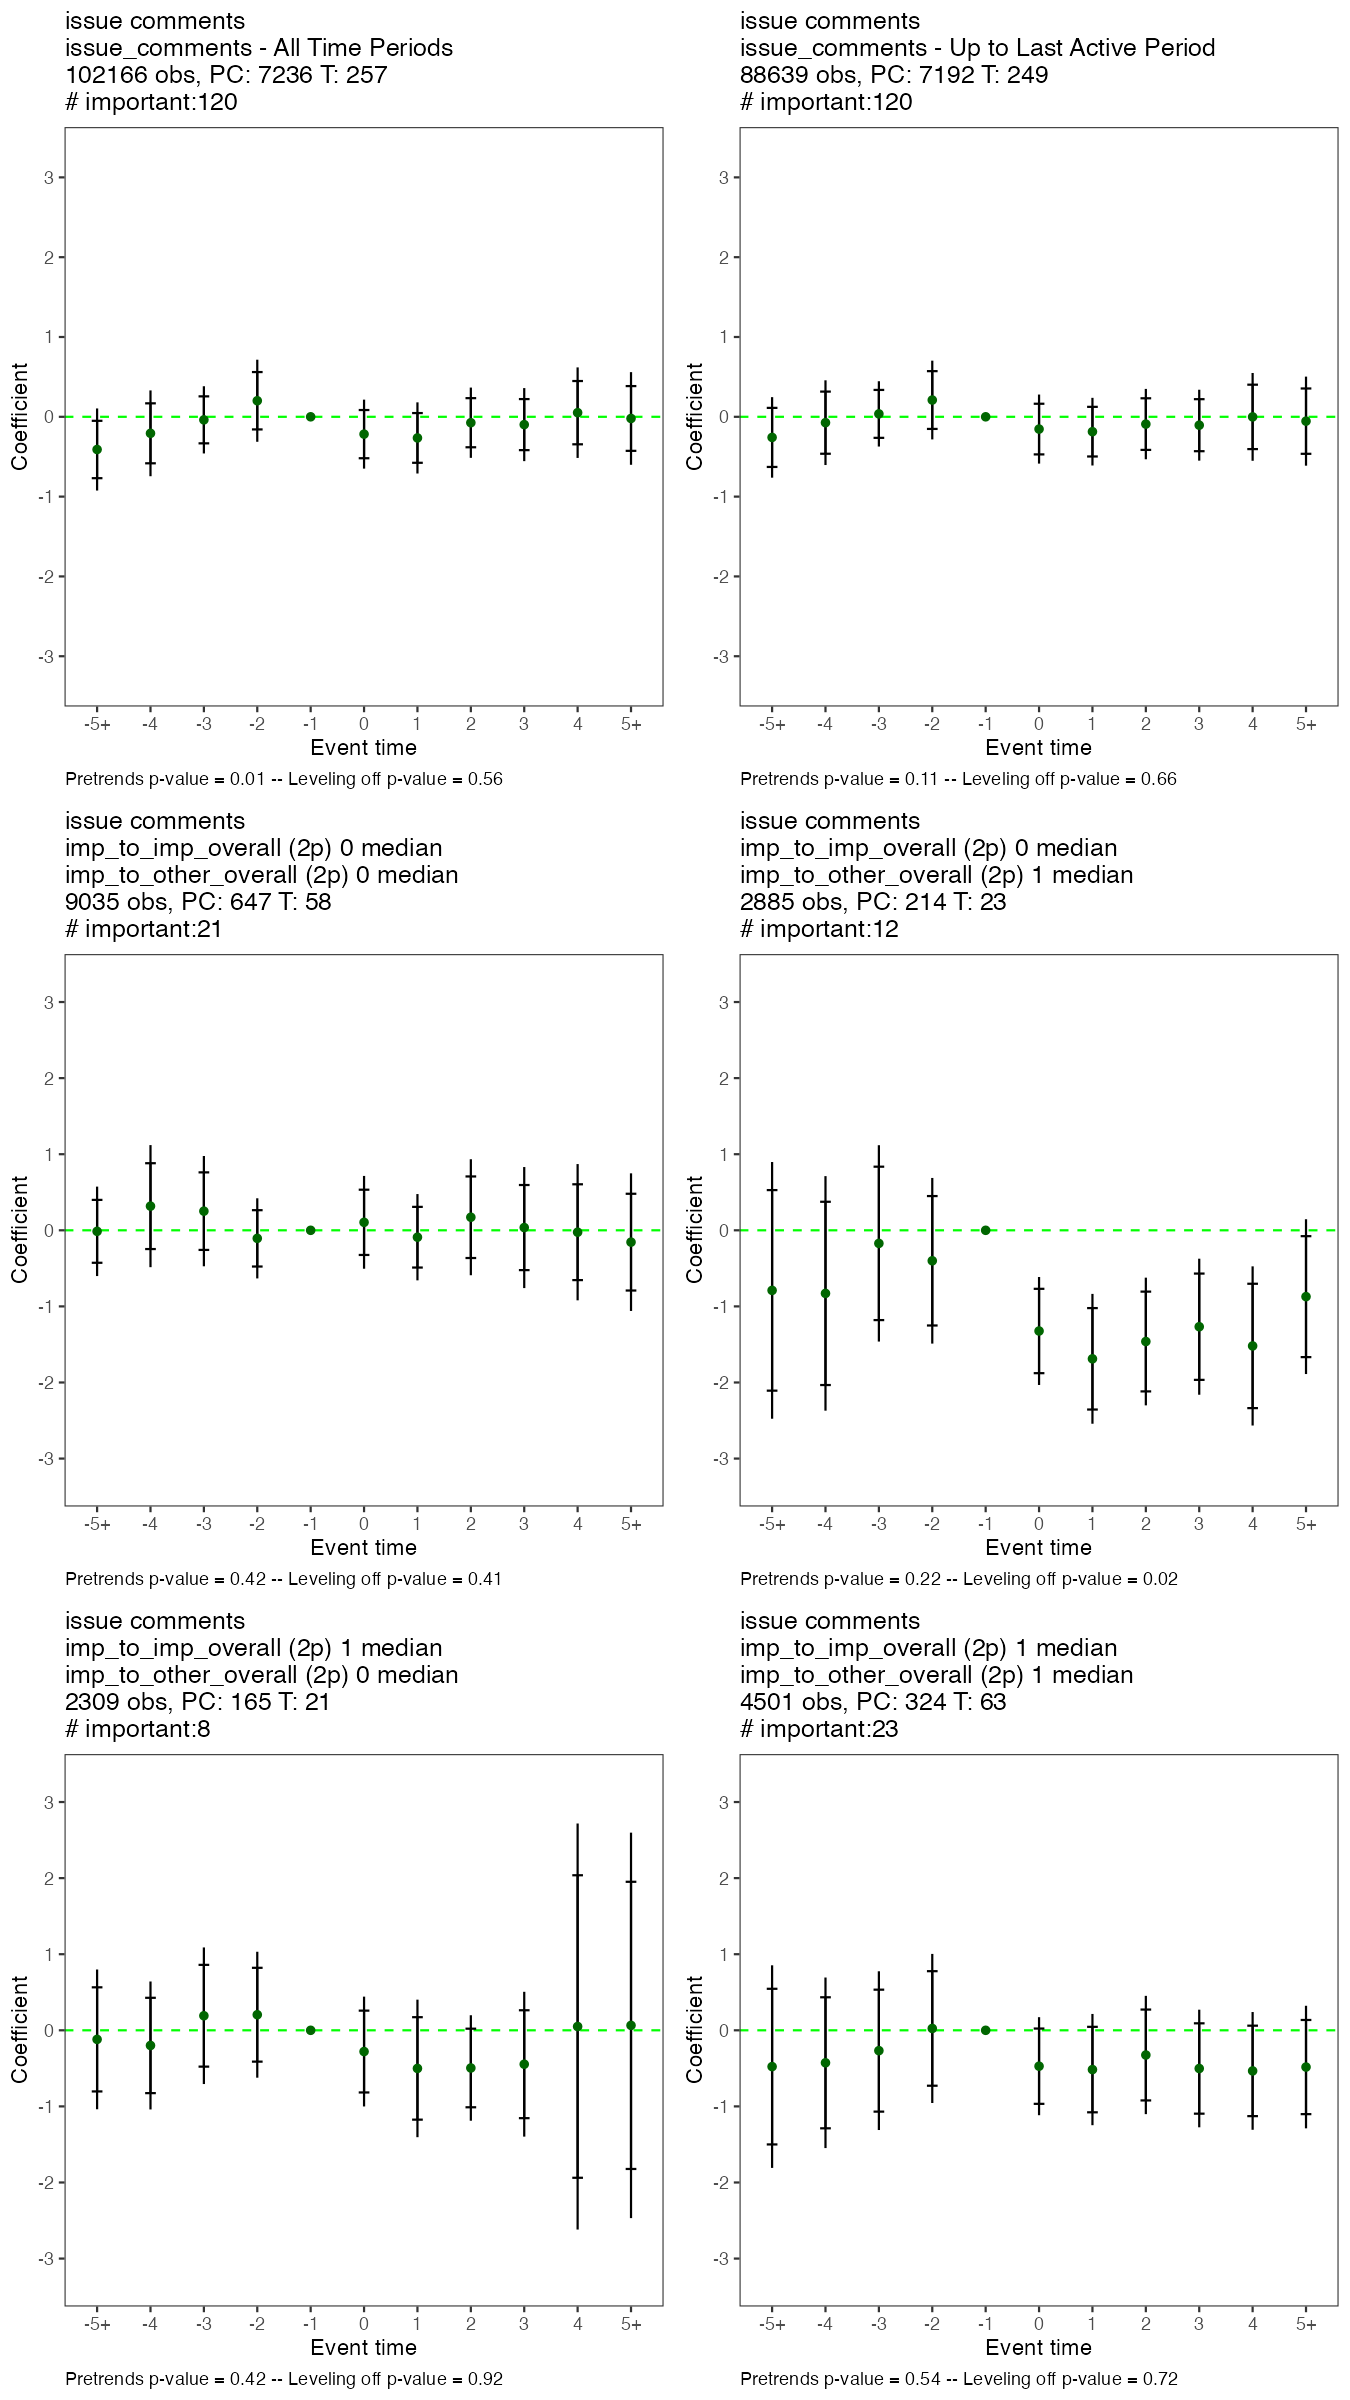 issue comments
issue_comments - All Time Periods
102166 obs, PC: 7236 T: 257
# important:120
3
2
1
0
-1
-2
-3
Coefficient
-5+ -4 -3 -2 -1 0 1 2 3 4 5+
Event time
Pretrends p-value = 0.01 -- Leveling off p-value = 0.56
issue comments
issue_comments - Up to Last Active Period
88639 obs, PC: 7192 T: 249
# important:120
3
2
1
0
-1
-2
-3
Coefficient
-5+ -4 -3 -2 -1 0 1 2 3 4 5+
Event time
Pretrends p-value = 0.11 -- Leveling off p-value = 0.66
issue comments
imp_to_imp_overall (2p) 0 median
imp_to_other_overall (2p) 0 median
9035 obs, PC: 647 T: 58
# important:21
3
2
1
0
-1
-2
-3
Coefficient
-5+ -4 -3 -2 -1 0 1 2 3 4 5+
Event time
Pretrends p-value = 0.42 -- Leveling off p-value = 0.41
issue comments
imp_to_imp_overall (2p) 0 median
imp_to_other_overall (2p) 1 median
2885 obs, PC: 214 T: 23
# important:12
3
2
1
0
-1
-2
-3
Coefficient
-5+ -4 -3 -2 -1 0 1 2 3 4 5+
Event time
Pretrends p-value = 0.22 -- Leveling off p-value = 0.02
issue comments
imp_to_imp_overall (2p) 1 median
imp_to_other_overall (2p) 0 median
2309 obs, PC: 165 T: 21
# important:8
3
2
1
0
-1
-2
-3
Coefficient
-5+ -4 -3 -2 -1 0 1 2 3 4 5+
Event time
Pretrends p-value = 0.42 -- Leveling off p-value = 0.92
issue comments
imp_to_imp_overall (2p) 1 median
imp_to_other_overall (2p) 1 median
4501 obs, PC: 324 T: 63
# important:23
3
2
1
0
-1
-2
-3
Coefficient
-5+ -4 -3 -2 -1 0 1 2 3 4 5+
Event time
Pretrends p-value = 0.54 -- Leveling off p-value = 0.72